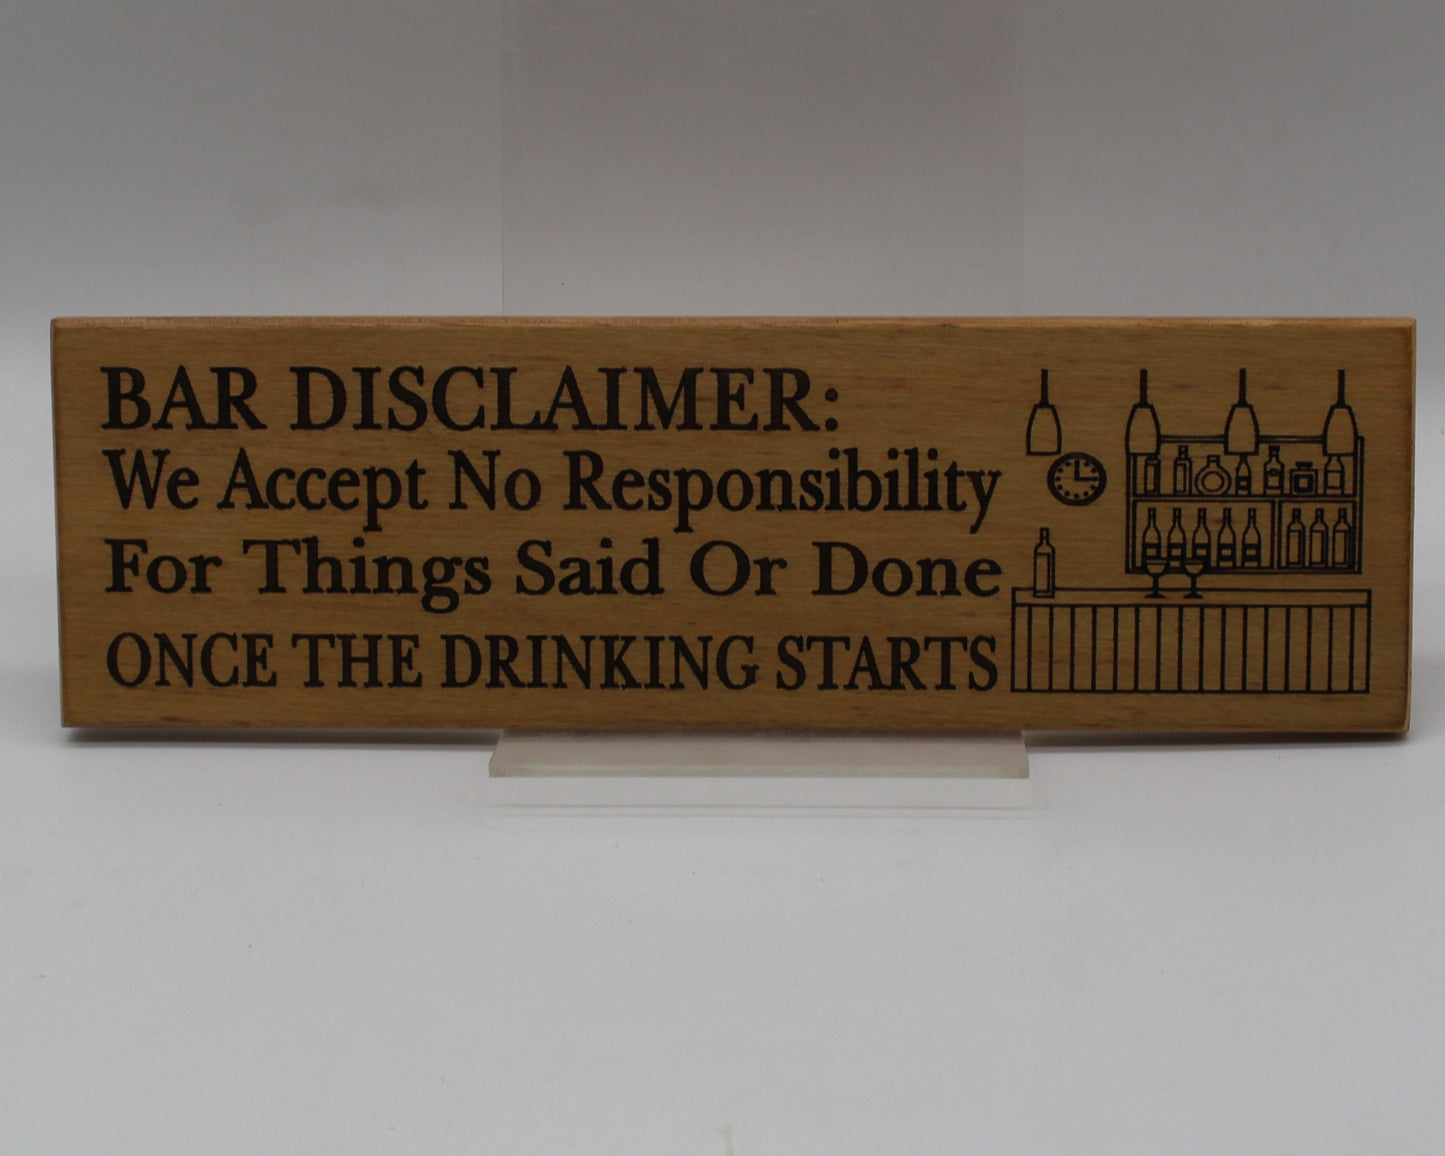 BAR DISCLAIMER:
We Accept No Responsibility
For Things Said Or Done
ONCE THE DRINKING STARTS